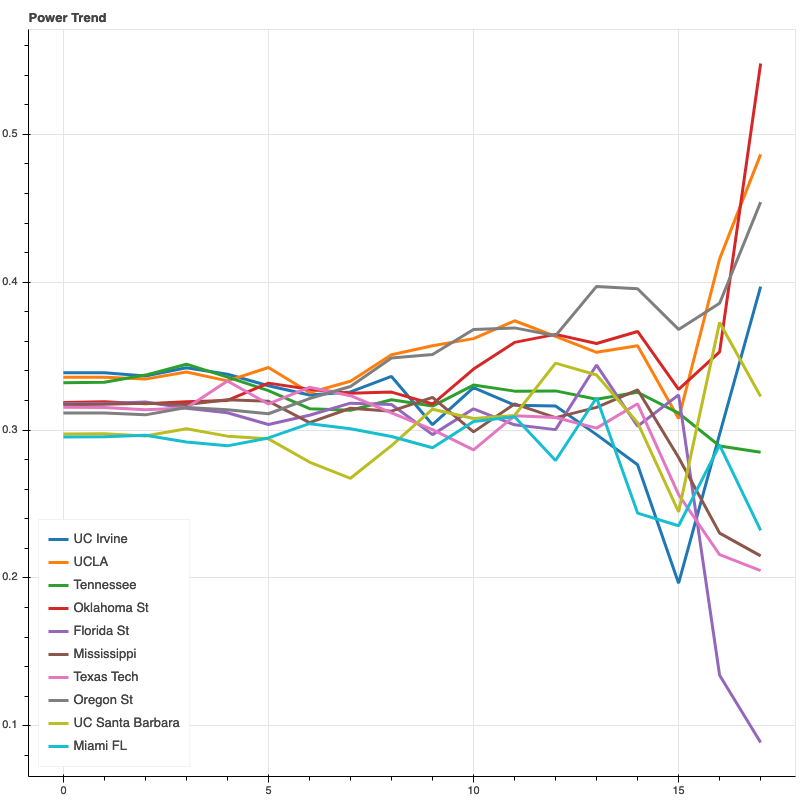 Power Trend
0.5
0.4
0.3
0.2
0.1
UC Irvine
UCLA
Tennessee
Oklahoma St
Florida St
Mississippi
Texas Tech
Oregon St
UC Santa Barbara
Miami FL
0 5 10 15